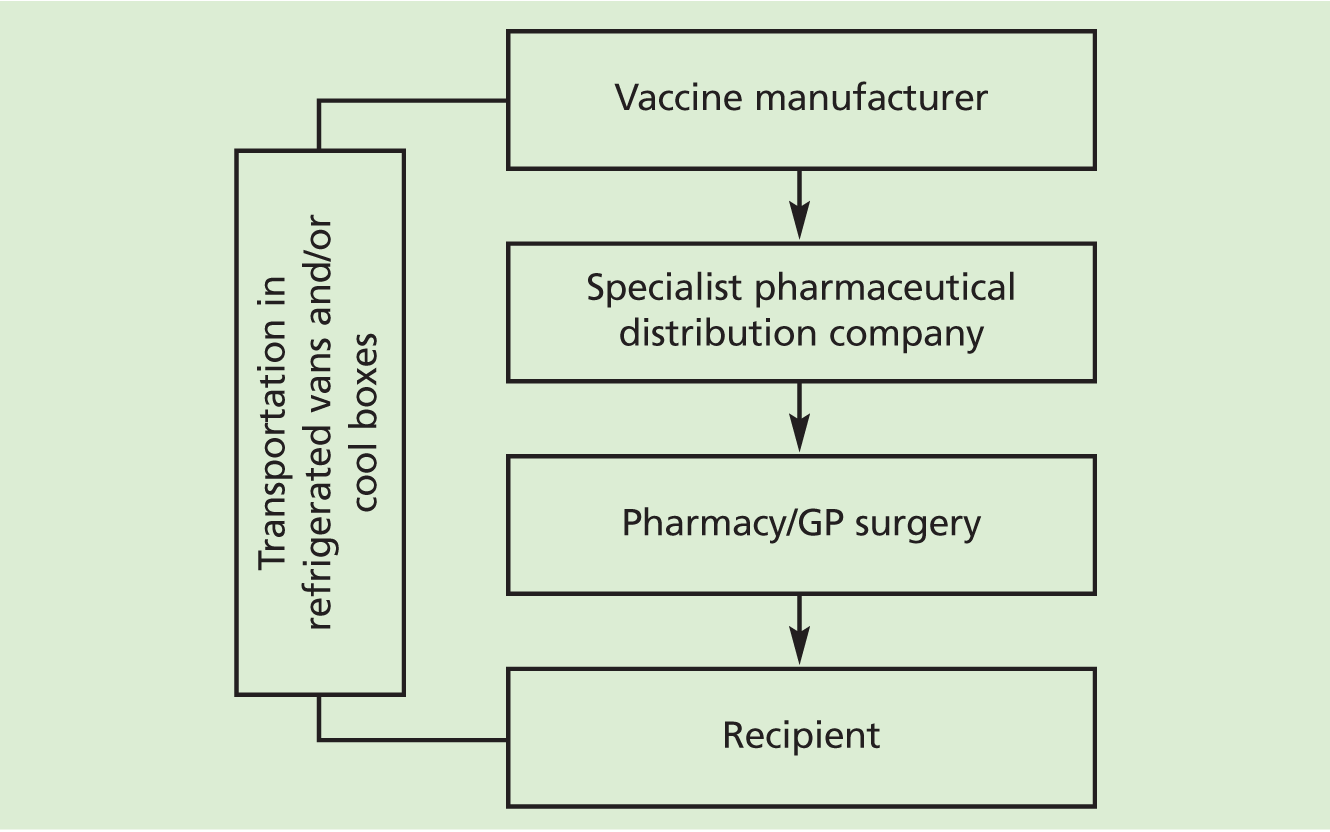 Vaccine manufacturer
Specialist pharmaceutical
distribution company
Pharmacy/GP surgery
Recipient
Transportation in
refrigerated vans and/or
cool boxes